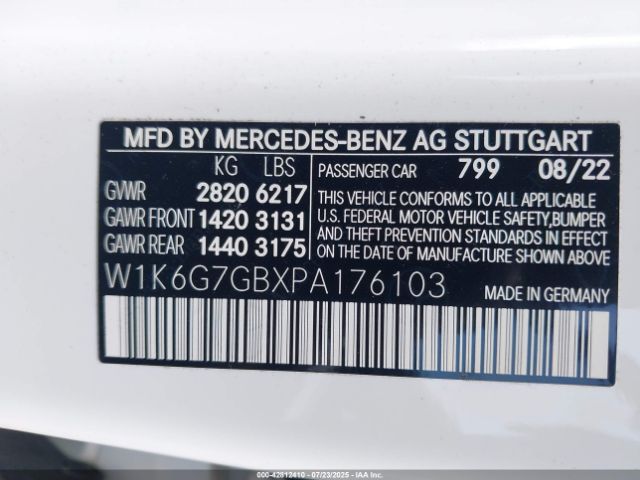 MFD BY MERCEDES-BENZ AG STUTTGART
KG LBS
GVWR 2820 6217
GAWR FRONT 1420 3131
GAWR REAR 1440 3175
PASSENGER CAR 799 08/22
THIS VEHICLE CONFORMS TO ALL APPLICABLE
U.S. FEDERAL MOTOR VEHICLE SAFETY,BUMPER
AND THEFT PREVENTION STANDARDS IN EFFECT
ON THE DATE OF MANUFACTURE SHOWN ABOVE.
W1K6G7GBXPA176103
MADE IN GERMANY
000-42812410 - 07/23/2025 - IAAI.COM